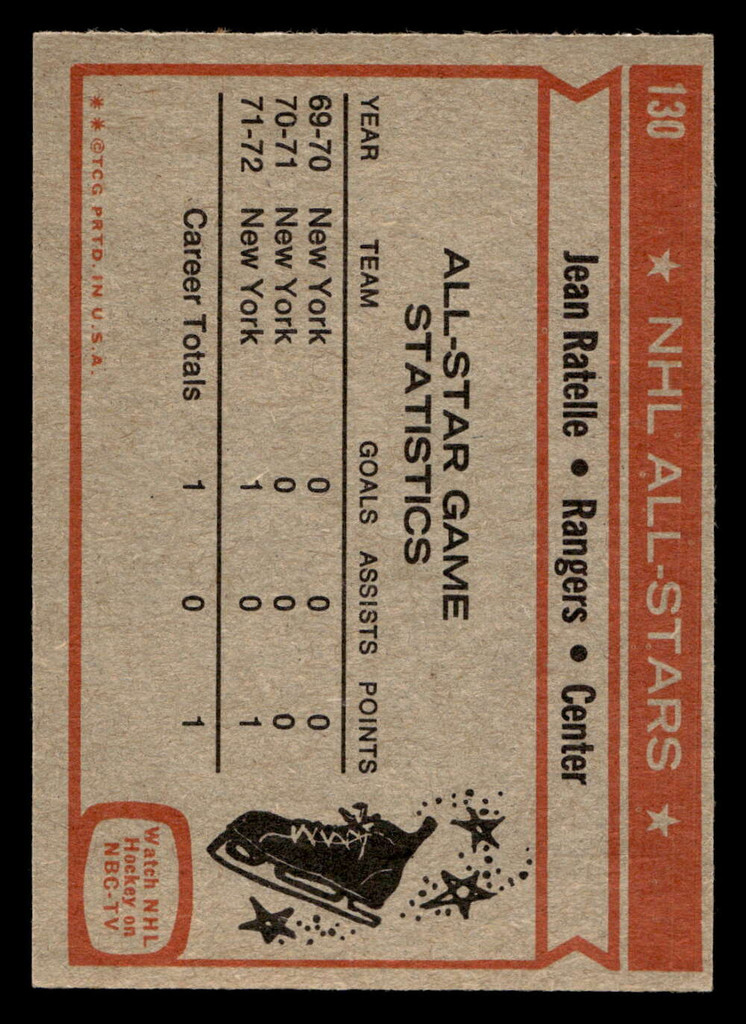 130 ★ NHL ALL-STARS ★
Jean Ratelle • Rangers • Center
ALL-STAR GAME
STATISTICS
YEAR TEAM GOALS ASSISTS POINTS
69-70 New York 0 0 0
70-71 New York 0 0 0
71-72 New York 1 0 1
Career Totals 1 0 1
Watch NHL
Hockey on
NBC-TV
* * ©TCG PRTD. IN U.S.A.